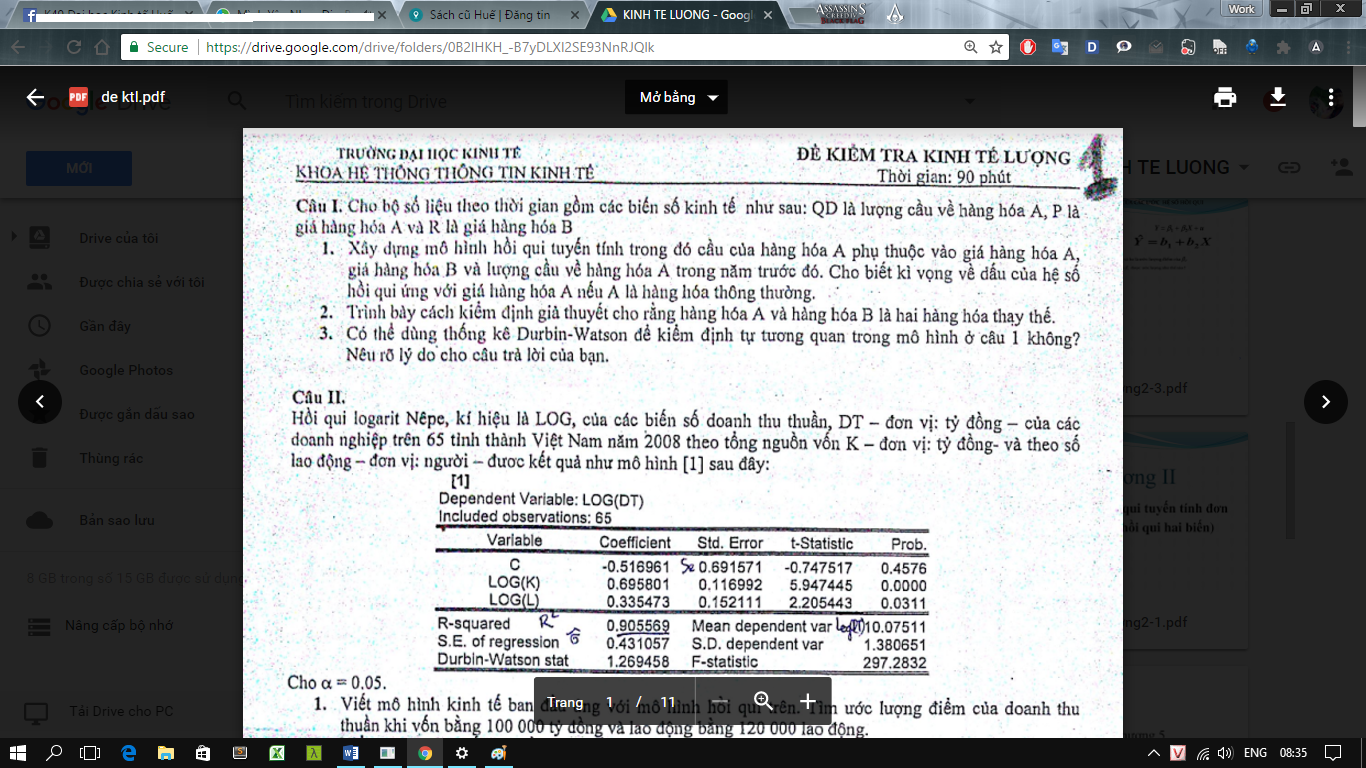 Sách cũ Huế | Đăng tin
KINH TE LUONG - Goog
ASSASSINS
Work
Secure
https://drive.google.com/drive/folders/0B2IHKH_-B7yDLXI2SE93NnRJQlk
PDF
de ktl.pdf
Tìm kiếm trong Drive
Mở bằng
MỚI
H TE LUONG
Drive của tôi
Được chia sẻ với tôi
Gần đây
Google Photos
Được gắn dấu sao
Thùng rác
Bản sao lưu
8 GB trong số 15 GB được sử dụng
Nâng cấp bộ nhớ
Tải Drive cho PC
TRƯỜNG ĐẠI HỌC KINH TẾ
KHOA HỆ THỐNG THÔNG TIN KINH TẾ
ĐỀ KIỂM TRA KINH TẾ LƯỢNG
Thời gian: 90 phút
1
Câu I. Cho bộ số liệu theo thời gian gồm các biến số kinh tế như sau: QD là lượng cầu về hàng hóa A, P là
giá hàng hóa A và R là giá hàng hóa B
1. Xây dựng mô hình hồi qui tuyến tính trong đó cầu của hàng hóa A phụ thuộc vào giá hàng hóa A,
giá hàng hóa B và lượng cầu về hàng hóa A trong năm trước đó. Cho biết kì vọng về dấu của hệ số
hồi qui ứng với giá hàng hóa A nếu A là hàng hóa thông thường.
2. Trình bày cách kiểm định giả thuyết cho rằng hàng hóa A và hàng hóa B là hai hàng hóa thay thế.
3. Có thể dùng thống kê Durbin-Watson để kiểm định tự tương quan trong mô hình ở câu 1 không?
Nêu rõ lý do cho câu trả lời của bạn.
Câu II.
Hồi qui logarit Nêpe, kí hiệu là LOG, của các biến số doanh thu thuần, DT – đơn vị: tỷ đồng – của các
doanh nghiệp trên 65 tỉnh thành Việt Nam năm 2008 theo tổng nguồn vốn K – đơn vị: tỷ đồng- và theo số
lao động – đơn vị: người – được kết quả như mô hình [1] sau đây:
[1]
Dependent Variable: LOG(DT)
Included observations: 65
Variable Coefficient Std. Error t-Statistic Prob.
C -0.516961 Se 0.691571 -0.747517 0.4576
LOG(K) 0.695801 0.116992 5.947445 0.0000
LOG(L) 0.335473 0.152111 2.205443 0.0311
R-squared R² 0.905569 Mean dependent var 10.07511
S.E. of regression σ̂ 0.431057 S.D. dependent var 1.380651
Durbin-Watson stat 1.269458 F-statistic 297.2832
Cho α = 0,05.
1. Viết mô hình kinh tế ban đầu ứng với mô hình hồi qui trên. Tìm ước lượng điểm của doanh thu
thuần khi vốn bằng 100 000 tỷ đồng và lao động bằng 120 000 lao động.
Trang 1 / 11
Ŷ = b₁ + b₂ X
ng2-3.pdf
ơng II
qui tuyến tính đơn
hồi qui hai biến)
ng2-1.pdf
ENG
08:35